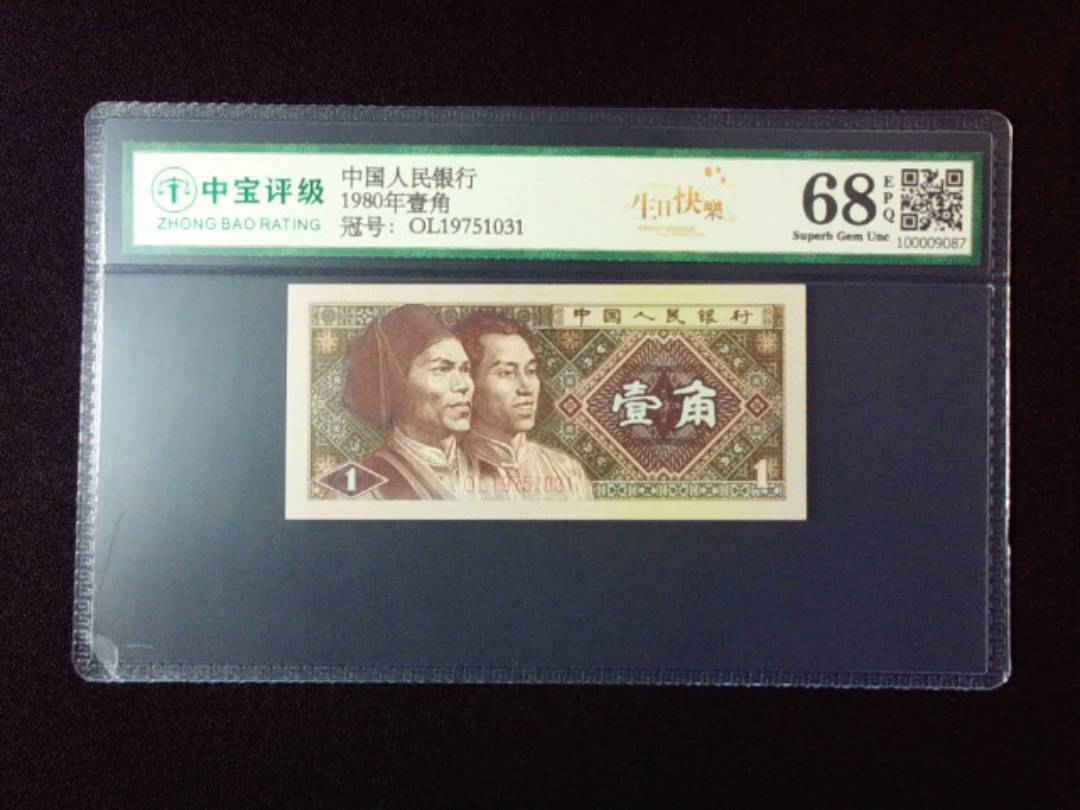 中宝评级
ZHONG BAO RATING
中国人民银行
1980年壹角
冠号：OL19751031
生日快樂
68
EPQ
Superb Gem Unc
100009087
中国人民银行
壹角
1
OL19751031
1